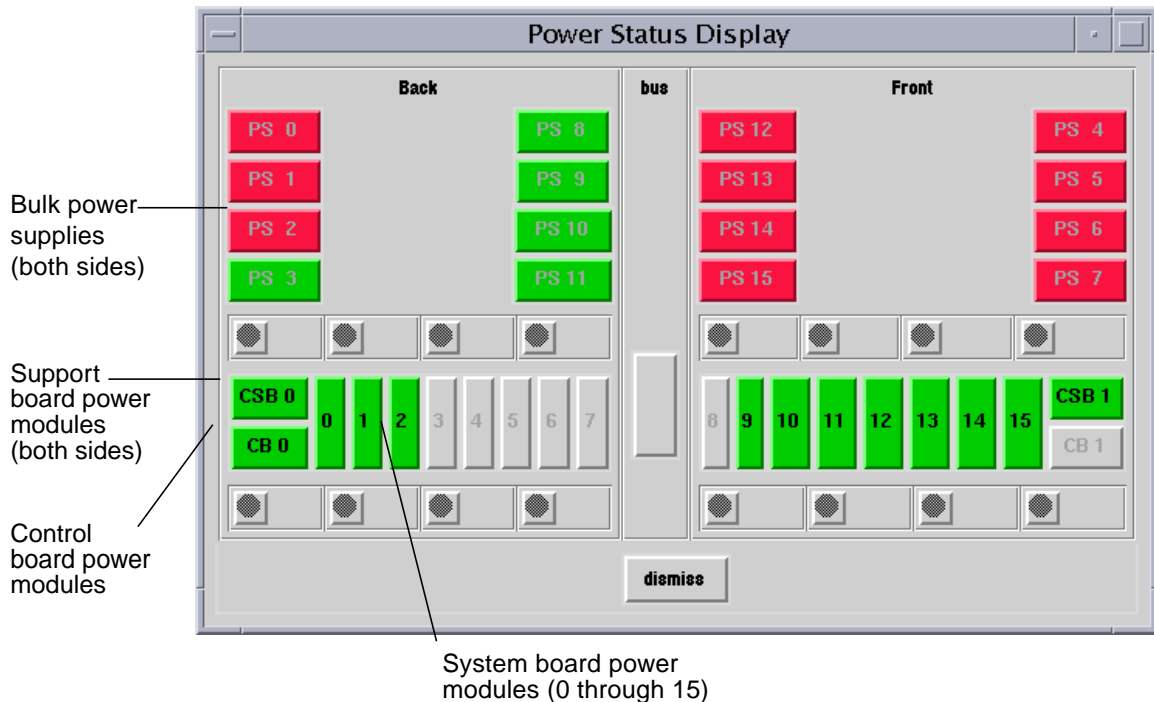 Power Status Display
Back
bus
Front
PS 0
PS 8
PS 12
PS 4
PS 1
PS 9
PS 13
PS 5
PS 2
PS 10
PS 14
PS 6
PS 3
PS 11
PS 15
PS 7
CSB 0
CB 0
0 1 2 3 4 5 6 7
8 9 10 11 12 13 14 15
CSB 1
CB 1
dismiss
Bulk power
supplies
(both sides)
Support
board power
modules
(both sides)
Control
board power
modules
System board power
modules (0 through 15)